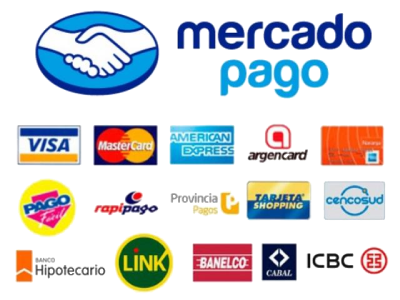 mercado
pago
VISA
MasterCard
AMERICAN
EXPRESS
argencard
Naranja
PAGO
fácil
rapipago
Provincia
Pagos
TARJETA
SHOPPING
cencosud
BANCO
Hipotecario
LINK
BANELCO
CABAL
ICBC